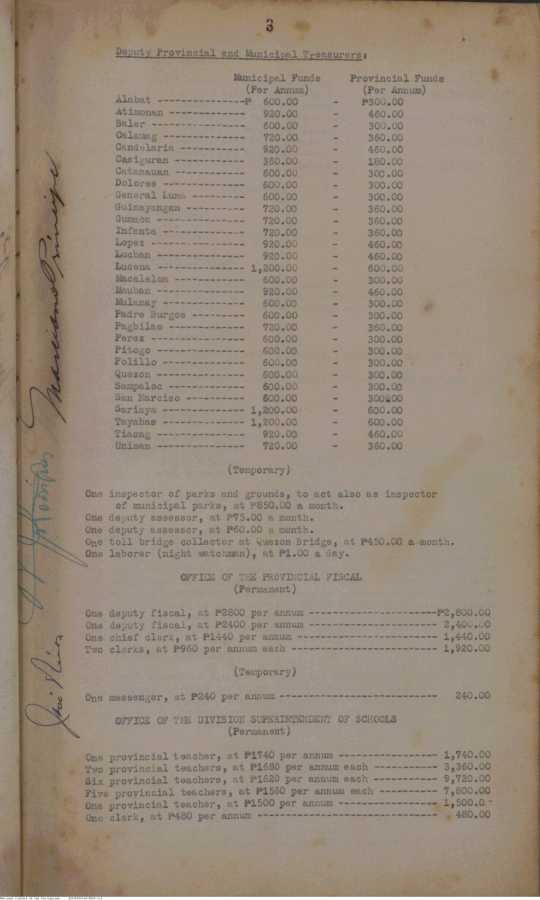 3
Deputy Provincial and Municipal Treasurers:
Municipal Funds Provincial Funds
(Per Annum) (Per Annum)
Alabat ---------------₱ 600.00 - ₱300.00
Atimonan ------------- 920.00 - 460.00
Baler ---------------- 600.00 - 300.00
Calauag -------------- 720.00 - 360.00
Candelaria ----------- 920.00 - 460.00
Casiguran ------------ 360.00 - 180.00
Catanauan ------------ 600.00 - 300.00
Dolores -------------- 600.00 - 300.00
General Luna --------- 600.00 - 300.00
Guinayangan ---------- 720.00 - 360.00
Gumaca --------------- 720.00 - 360.00
Infanta -------------- 720.00 - 360.00
Lopez ---------------- 920.00 - 460.00
Lucban --------------- 920.00 - 460.00
Lucena --------------- 1,200.00 - 600.00
Macalelon ------------ 600.00 - 300.00
Mauban --------------- 920.00 - 460.00
Mulanay -------------- 600.00 - 300.00
Padre Burgos --------- 600.00 - 300.00
Pagbilao ------------- 720.00 - 360.00
Perez ---------------- 600.00 - 300.00
Pitogo --------------- 600.00 - 300.00
Polillo -------------- 600.00 - 300.00
Quezon --------------- 600.00 - 300.00
Sampaloc ------------- 600.00 - 300.00
San Narciso ---------- 600.00 - 300.00
Sariaya -------------- 1,200.00 - 600.00
Tayabas -------------- 1,200.00 - 600.00
Tiaong --------------- 920.00 - 460.00
Unisan --------------- 720.00 - 360.00
(Temporary)
One inspector of parks and grounds, to act also as inspector
of municipal parks, at ₱850.00 a month.
One deputy assessor, at ₱75.00 a month.
One deputy assessor, at ₱60.00 a month.
One toll bridge collector at Quezon Bridge, at ₱450.00 a month.
One laborer (night watchman), at ₱1.00 a day.
OFFICE OF THE PROVINCIAL FISCAL
(Permanent)
One deputy fiscal, at ₱2800 per annum ---------------------₱2,800.00
One deputy fiscal, at ₱2400 per annum --------------------- 2,400.00
One chief clerk, at ₱1440 per annum ----------------------- 1,440.00
Two clerks, at ₱960 per annum each ------------------------ 1,920.00
(Temporary)
One messenger, at ₱240 per annum -------------------------- 240.00
OFFICE OF THE DIVISION SUPERINTENDENT OF SCHOOLS
(Permanent)
One provincial teacher, at ₱1740 per annum ---------------- 1,740.00
Two provincial teachers, at ₱1680 per annum each ---------- 3,360.00
Six provincial teachers, at ₱1620 per annum each ---------- 9,720.00
Five provincial teachers, at ₱1560 per annum each --------- 7,800.00
One provincial teacher, at ₱1500 per annum ---------------- 1,500.0
One clerk, at ₱480 per annum ------------------------------ 480.00